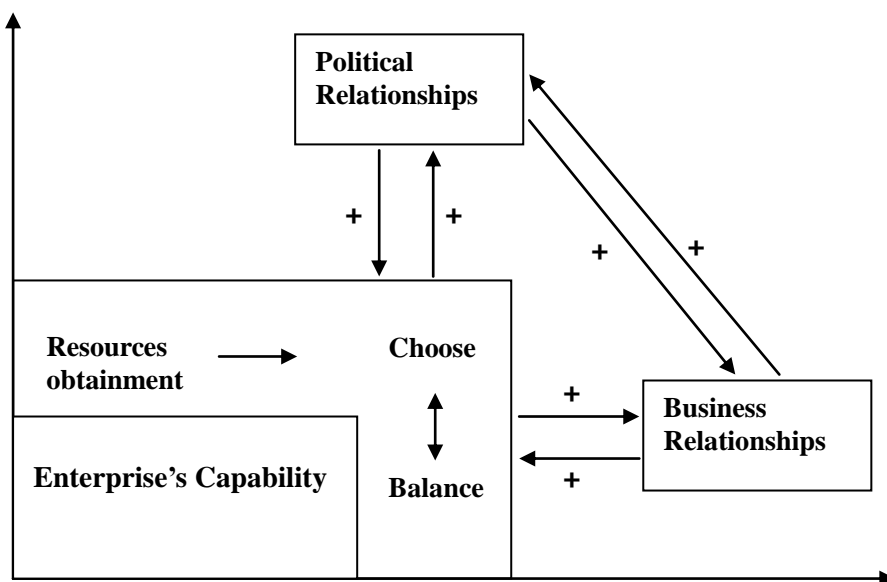 Political
Relationships
+
+
+
+
Resources
obtainment
Choose
+
Business
Relationships
Enterprise's Capability
Balance
+